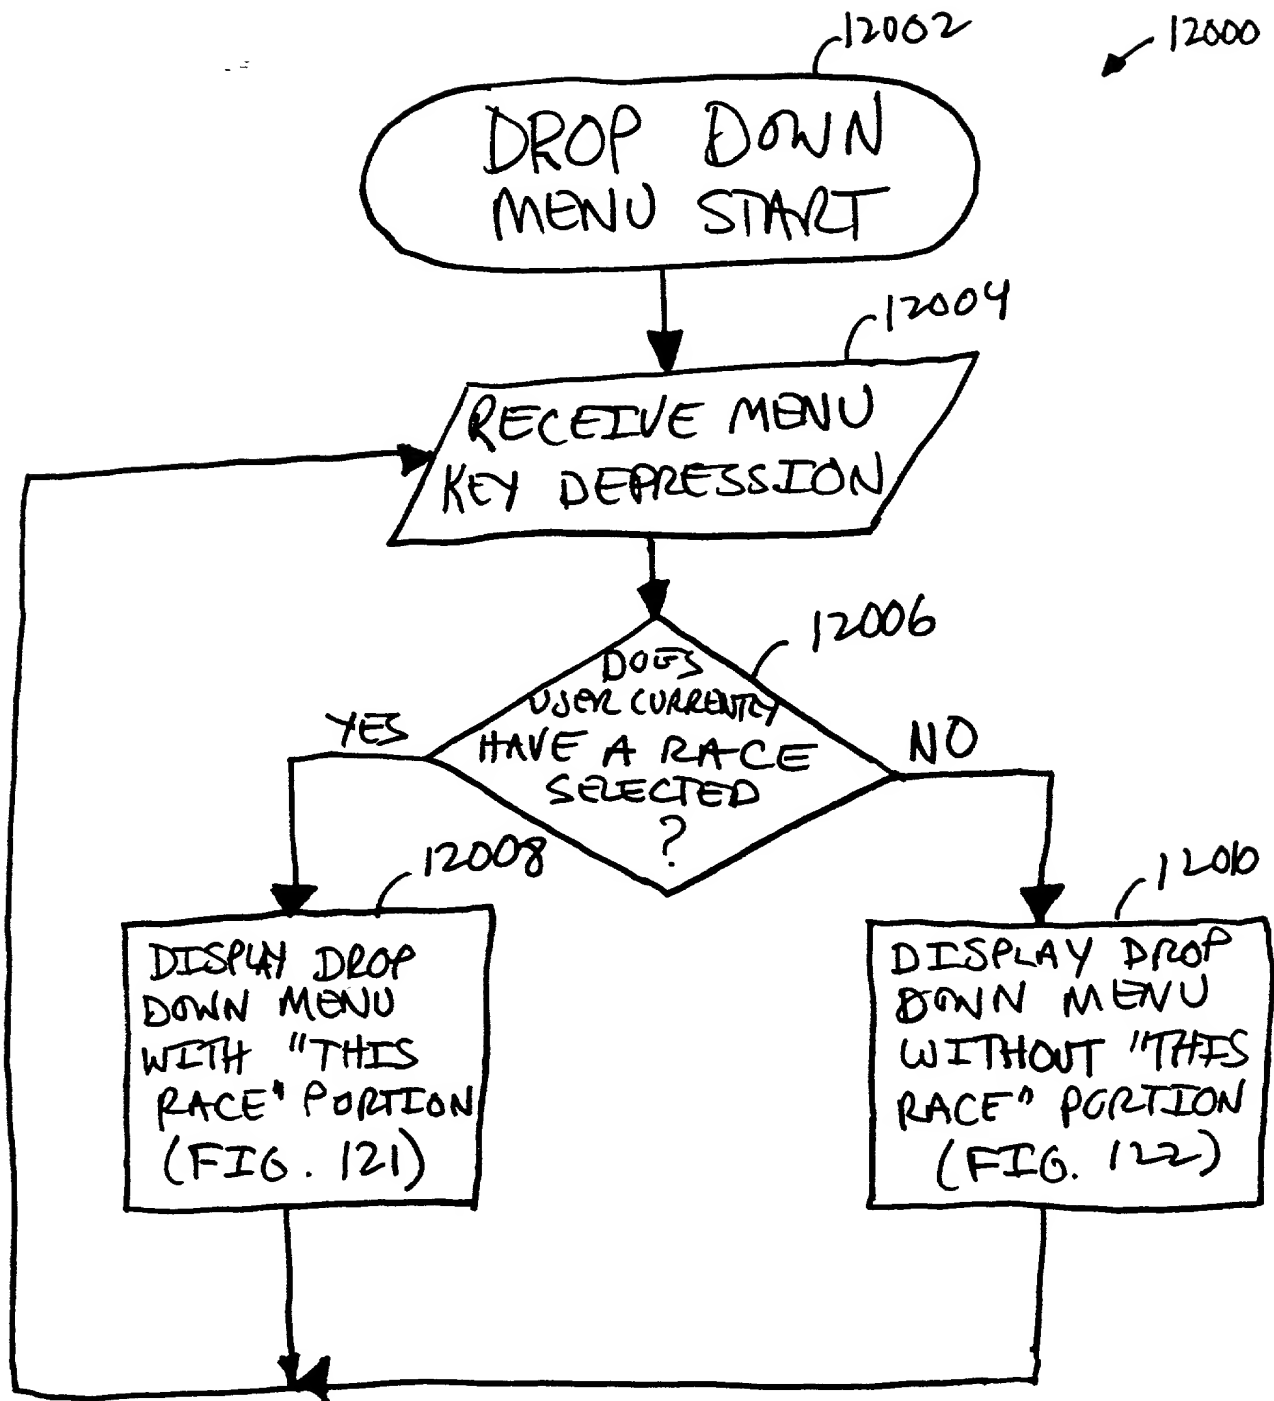 12002
12000
DROP DOWN
MENU START
12004
RECEIVE MENU
KEY DEPRESSION
12006
DOES
USER CURRENTLY
HAVE A RACE
SELECTED
?
YES
NO
12008
12010
DISPLAY DROP
DOWN MENU
WITH "THIS
RACE" PORTION
(FIG. 121)
DISPLAY DROP
DOWN MENU
WITHOUT "THIS
RACE" PORTION
(FIG. 122)